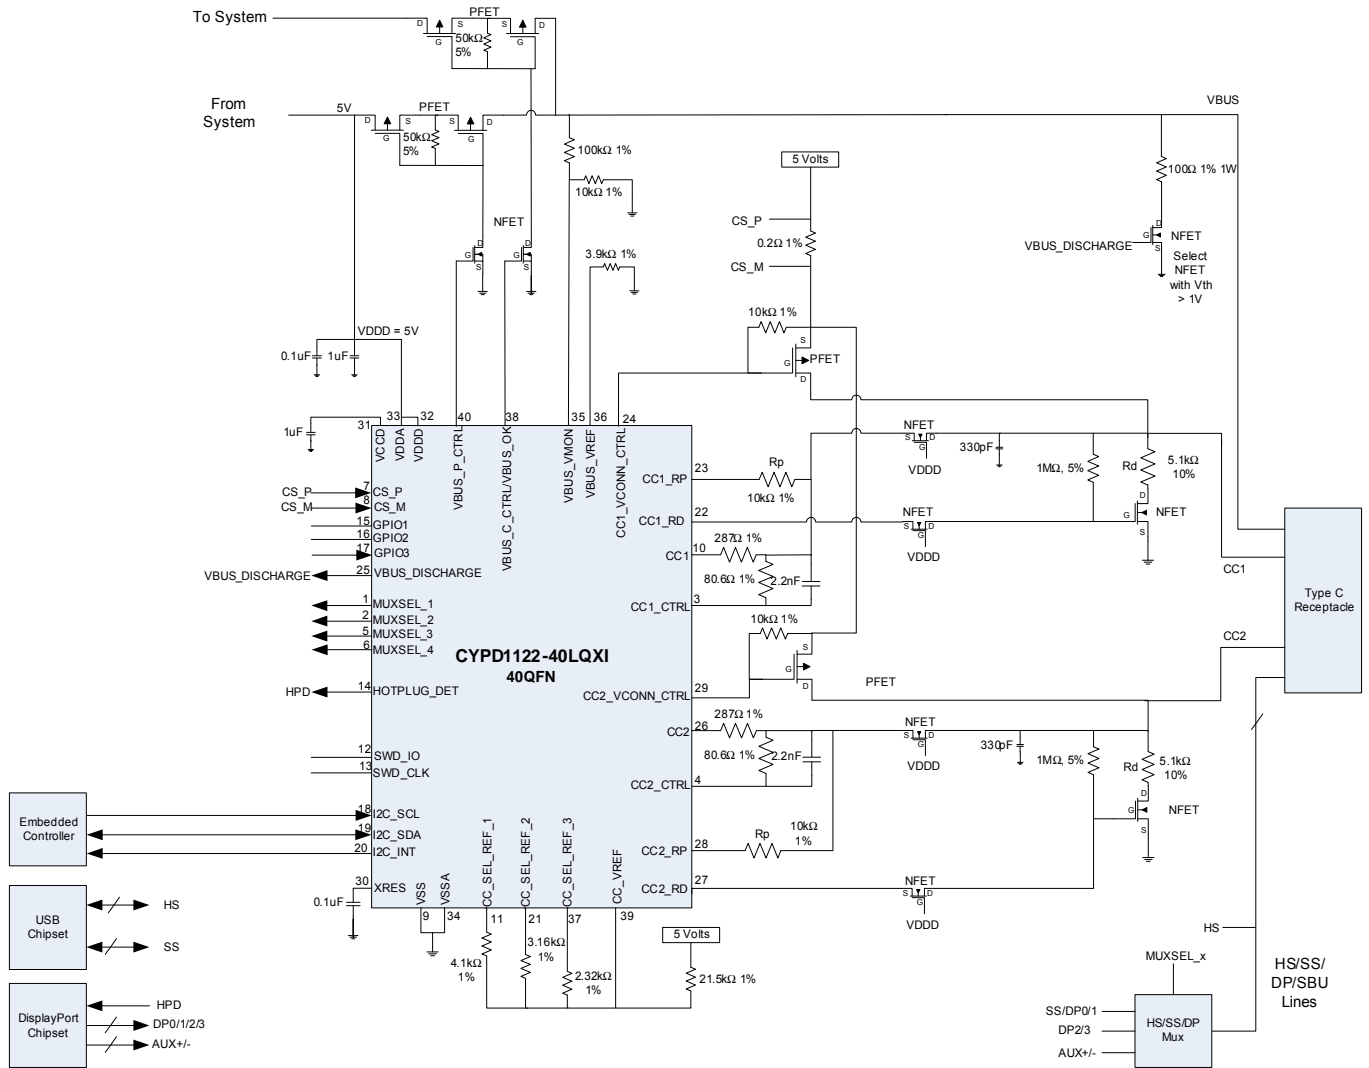 To System
D
G
S
PFET
50kΩ
5%
S
G
D
From
System
5V
D
G
S
PFET
50kΩ
5%
S
G
D
VBUS
100kΩ 1%
10kΩ 1%
5 Volts
100Ω 1% 1W
CS_P
0.2Ω 1%
CS_M
NFET
D
G
S
D
G
S
3.9kΩ 1%
VBUS_DISCHARGE
D
G
S
NFET
Select
NFET
with Vth
> 1V
10kΩ 1%
S
G
D
PFET
VDDD = 5V
0.1uF
1uF
1uF
31
33
32
40
38
35
36
24
VCCD
VDDA
VDDD
VBUS_P_CTRL
VBUS_C_CTRL/VBUS_OK
VBUS_VMON
VBUS_VREF
CC1_VCONN_CTRL
CS_P
7
CS_P
CS_M
8
CS_M
15
GPIO1
16
GPIO2
17
GPIO3
VBUS_DISCHARGE
25
VBUS_DISCHARGE
1
MUXSEL_1
2
MUXSEL_2
5
MUXSEL_3
6
MUXSEL_4
HPD
14
HOTPLUG_DET
12
SWD_IO
13
SWD_CLK
18
I2C_SCL
19
I2C_SDA
20
I2C_INT
30
XRES
0.1uF
CYPD1122-40LQXI
40QFN
CC1_RP
23
Rp
10kΩ 1%
CC1_RD
22
CC1
10
287Ω 1%
80.6Ω 1%
2.2nF
CC1_CTRL
3
10kΩ 1%
S
G
D
PFET
CC2_VCONN_CTRL
29
CC2
26
287Ω 1%
80.6Ω 1%
2.2nF
CC2_CTRL
4
CC2_RP
28
Rp
10kΩ
1%
CC2_RD
27
NFET
S
D
G
VDDD
330pF
1MΩ, 5%
Rd
5.1kΩ
10%
D
G
S
NFET
NFET
S
D
G
VDDD
CC1
Type C
Receptacle
CC2
NFET
S
D
G
VDDD
330pF
1MΩ, 5%
Rd
5.1kΩ
10%
D
G
S
NFET
NFET
S
D
G
VDDD
VSS
VSSA
CC_SEL_REF_1
CC_SEL_REF_2
CC_SEL_REF_3
CC_VREF
9
34
11
21
37
39
4.1kΩ
1%
3.16kΩ
1%
2.32kΩ
1%
5 Volts
21.5kΩ 1%
Embedded
Controller
USB
Chipset
HS
SS
DisplayPort
Chipset
HPD
DP0/1/2/3
AUX+/-
HS
MUXSEL_x
HS/SS/
DP/SBU
Lines
SS/DP0/1
DP2/3
AUX+/-
HS/SS/DP
Mux